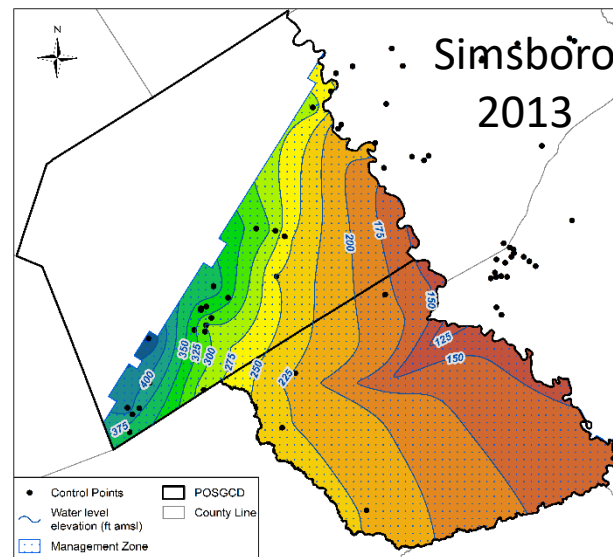 N
Simsboro
2013
175
200
150
125
150
350
325
300
275
250
225
400
375
Control Points
Water level
elevation (ft amsl)
Management Zone
POSGCD
County Line